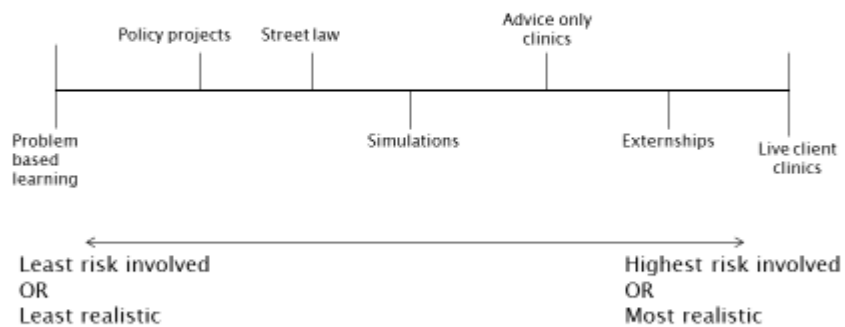 Advice only
clinics
Policy projects
Street law
Problem
based
learning
Simulations
Externships
Live client
clinics
Least risk involved
OR
Least realistic
Highest risk involved
OR
Most realistic